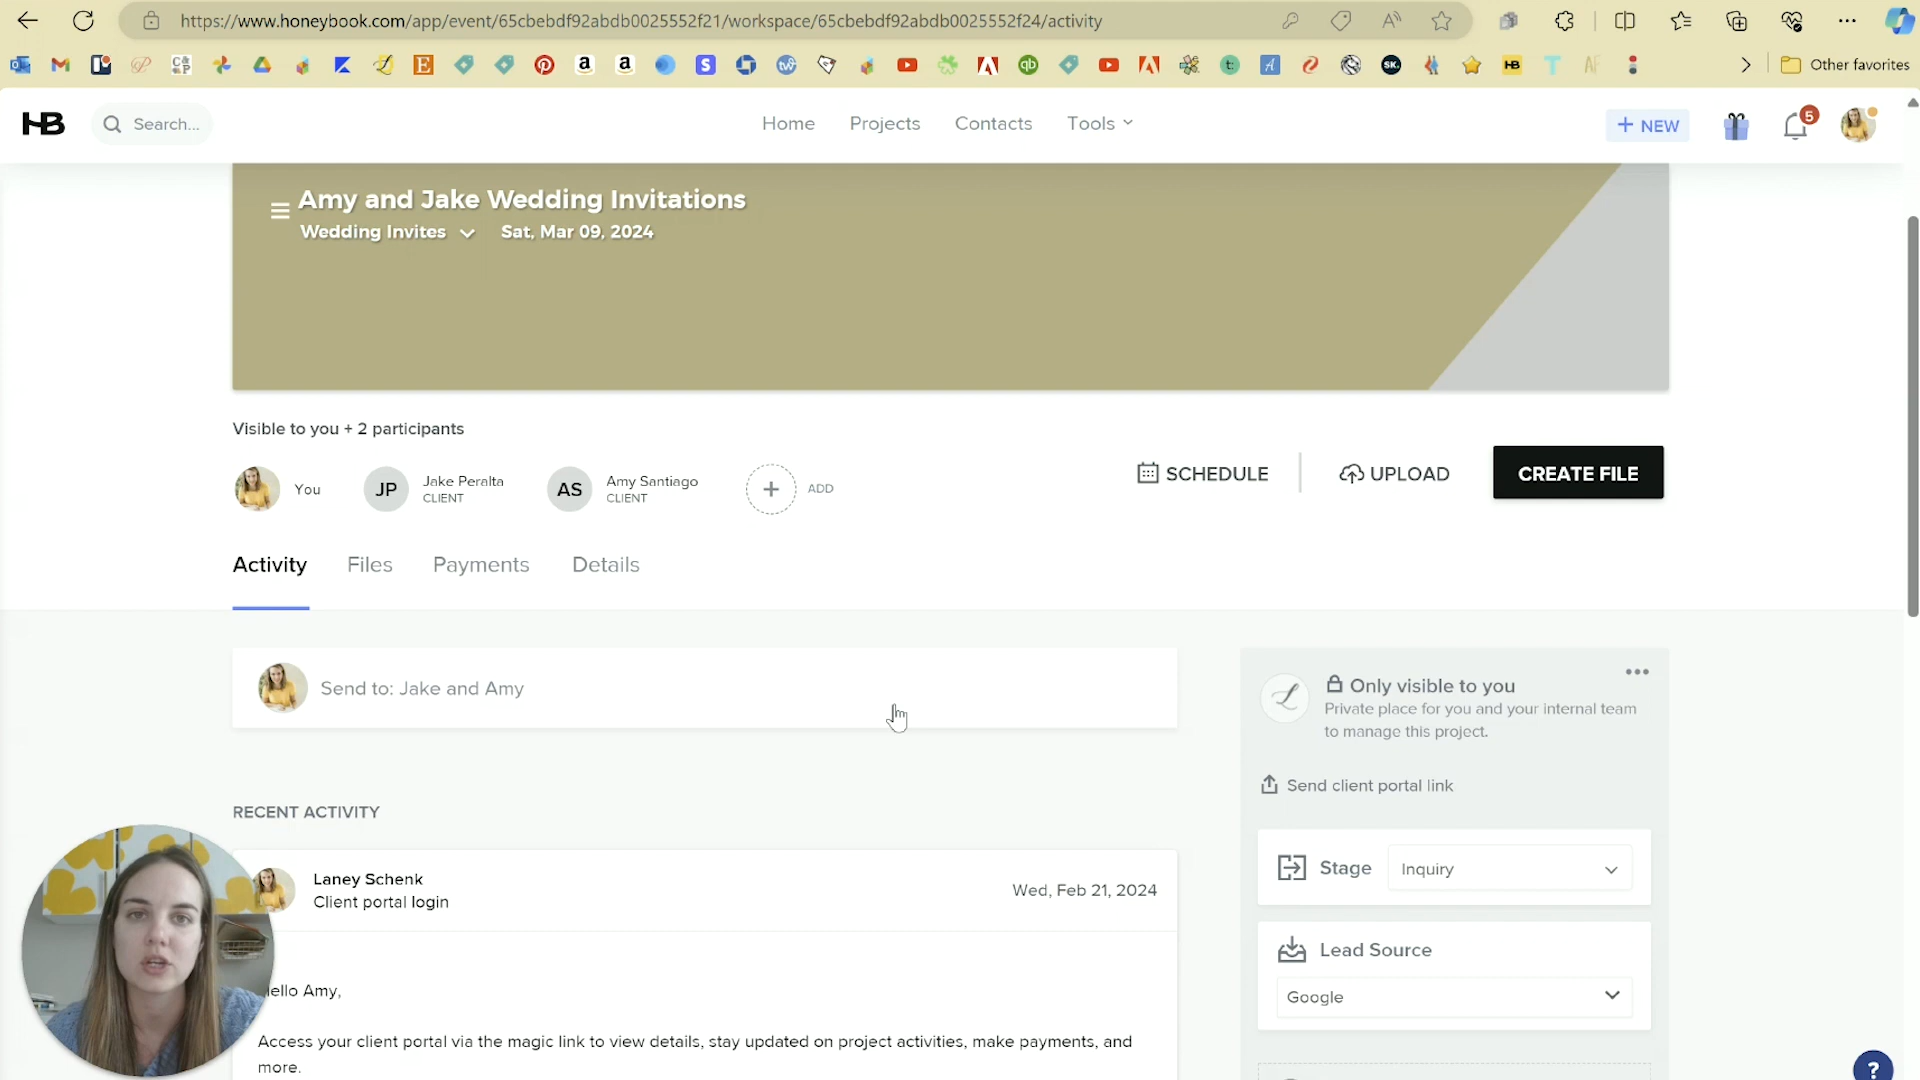 https://www.honeybook.com/app/event/65cbebdf92abdb0025552f21/workspace/65cbebdf92abdb0025552f24/activity
Other favorites
HB
Search...
Home
Projects
Contacts
Tools
+ NEW
5
Amy and Jake Wedding Invitations
Wedding Invites
Sat, Mar 09, 2024
Visible to you + 2 participants
You
JP
Jake Peralta
CLIENT
AS
Amy Santiago
CLIENT
+
ADD
SCHEDULE
UPLOAD
CREATE FILE
Activity
Files
Payments
Details
Send to: Jake and Amy
Only visible to you
Private place for you and your internal team
to manage this project.
Send client portal link
RECENT ACTIVITY
Stage
Inquiry
Laney Schenk
Client portal login
Wed, Feb 21, 2024
Lead Source
Google
ello Amy,
Access your client portal via the magic link to view details, stay updated on project activities, make payments, and
more.
?